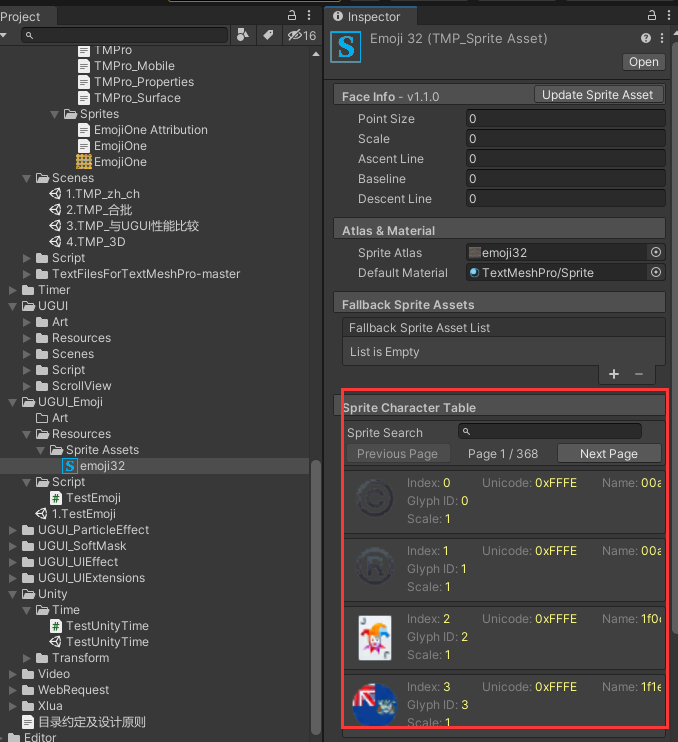 Project
16
TMPro
TMPro_Mobile
TMPro_Properties
TMPro_Surface
Sprites
EmojiOne Attribution
EmojiOne
EmojiOne
Scenes
1.TMP_zh_ch
2.TMP_合批
3.TMP_与UGUI性能比较
4.TMP_3D
Script
TextFilesForTextMeshPro-master
Timer
UGUI
Art
Resources
Scenes
Script
ScrollView
UGUI_Emoji
Art
Resources
Sprite Assets
S emoji32
Script
# TestEmoji
1.TestEmoji
UGUI_ParticleEffect
UGUI_SoftMask
UGUI_UIEffect
UGUI_UIExtensions
Unity
Time
# TestUnityTime
TestUnityTime
Transform
Video
WebRequest
Xlua
目录约定及设计原则
Editor
Inspector
S
Emoji 32 (TMP_Sprite Asset)
Open
Face Info - v1.1.0
Update Sprite Asset
Point Size 0
Scale 0
Ascent Line 0
Baseline 0
Descent Line 0
Atlas & Material
Sprite Atlas emoji32
Default Material TextMeshPro/Sprite
Fallback Sprite Assets
Fallback Sprite Asset List
List is Empty
+ −
Sprite Character Table
Sprite Search
Previous Page Page 1 / 368 Next Page
Index: 0 Unicode: 0xFFFE Name: 00a
Glyph ID: 0
Scale: 1
Index: 1 Unicode: 0xFFFE Name: 00a
Glyph ID: 1
Scale: 1
Index: 2 Unicode: 0xFFFE Name: 1f0c
Glyph ID: 2
Scale: 1
Index: 3 Unicode: 0xFFFE Name: 1f1e
Glyph ID: 3
Scale: 1